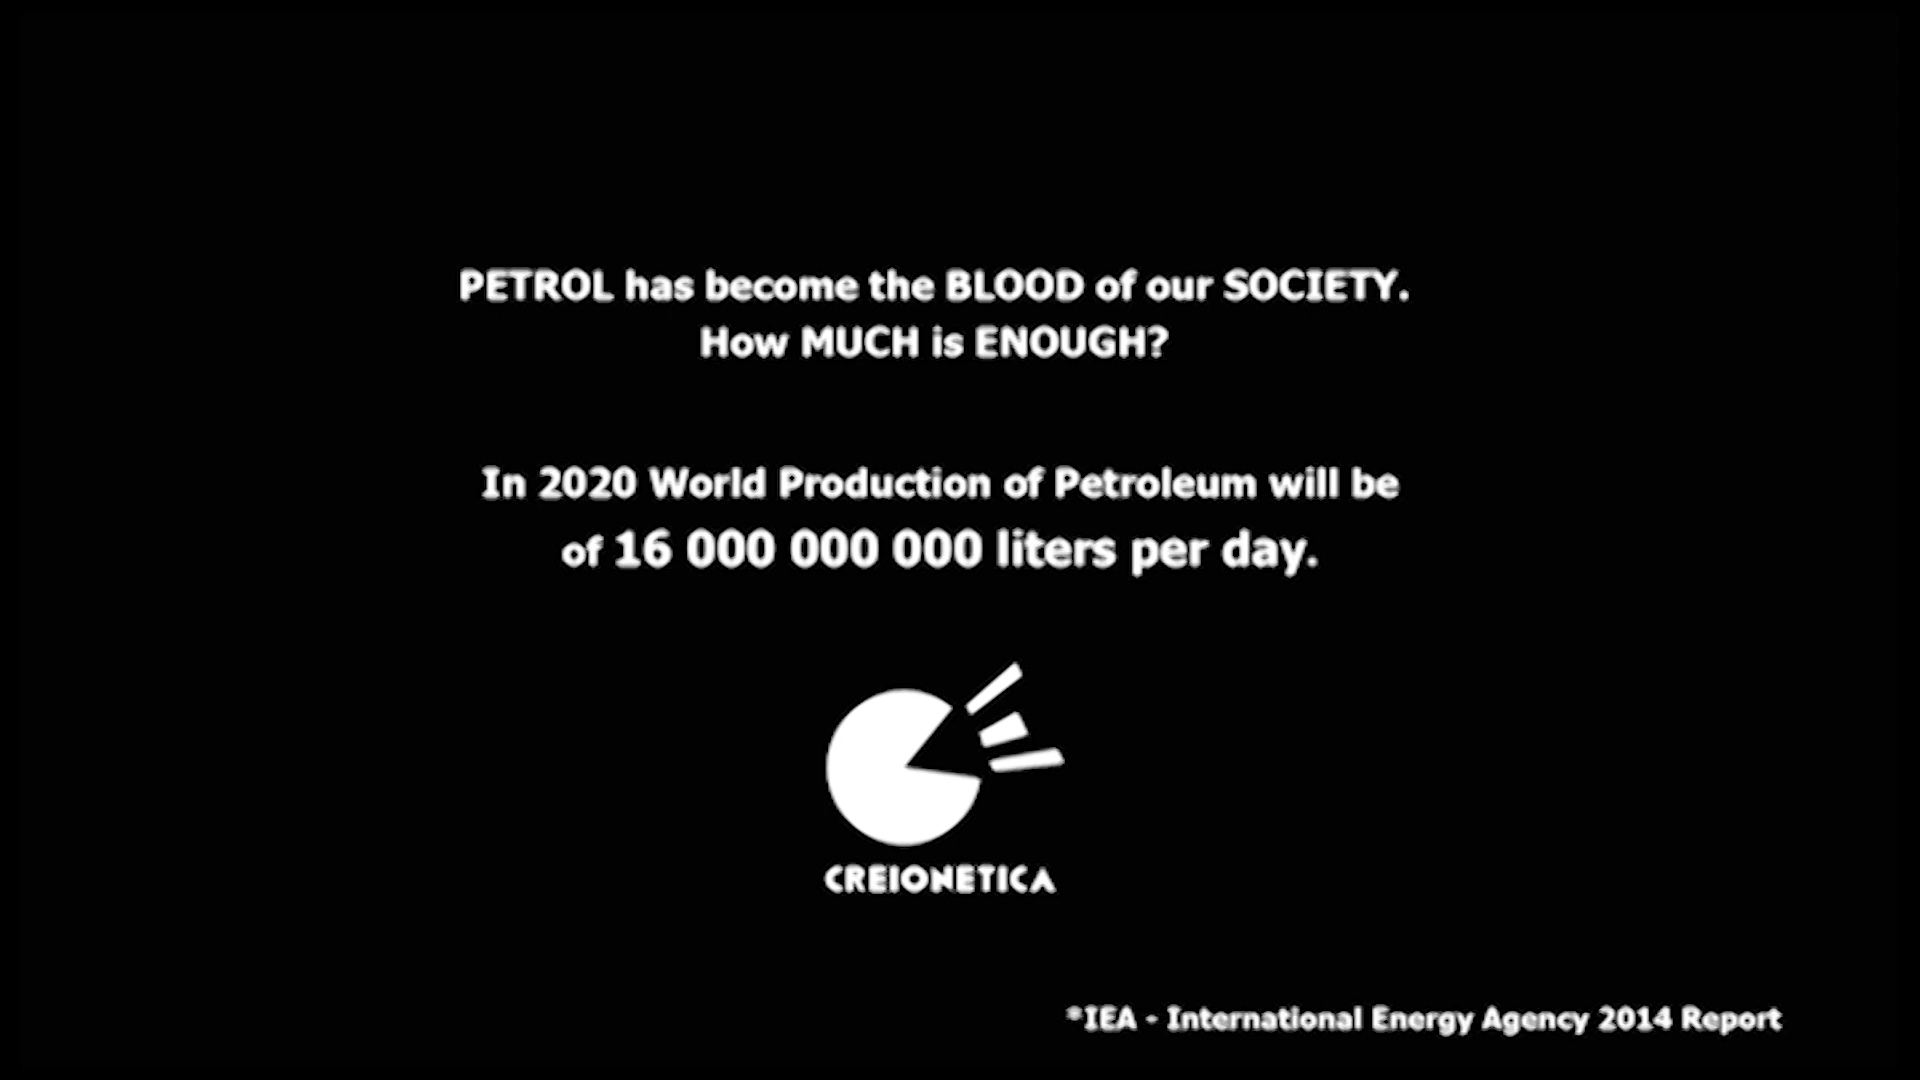 PETROL has become the BLOOD of our SOCIETY.
How MUCH is ENOUGH?
In 2020 World Production of Petroleum will be
of 16 000 000 000 liters per day.
CREIONETICA
*IEA - International Energy Agency 2014 Report